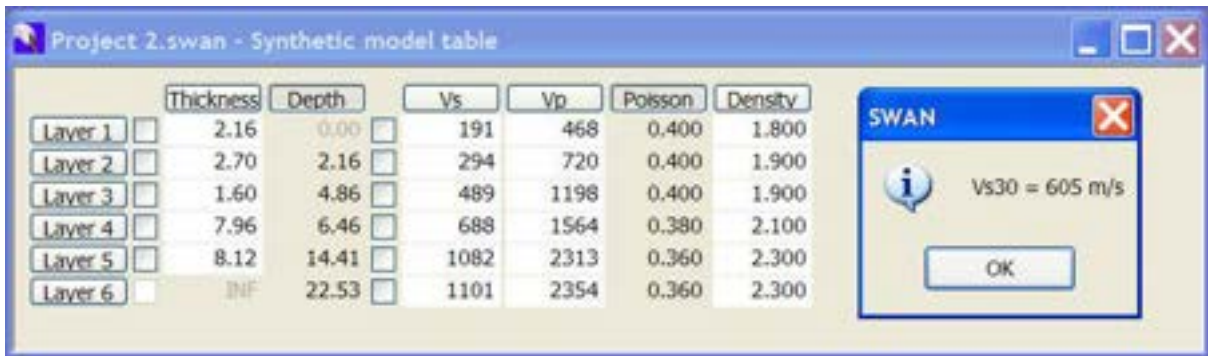 Project 2.swan - Synthetic model table
Thickness Depth Vs Vp Poisson Density
Layer 1 2.16 0.00 191 468 0.400 1.800
Layer 2 2.70 2.16 294 720 0.400 1.900
Layer 3 1.60 4.86 489 1198 0.400 1.900
Layer 4 7.96 6.46 688 1564 0.380 2.100
Layer 5 8.12 14.41 1082 2313 0.360 2.300
Layer 6 INF 22.53 1101 2354 0.360 2.300
SWAN
Vs30 = 605 m/s
OK